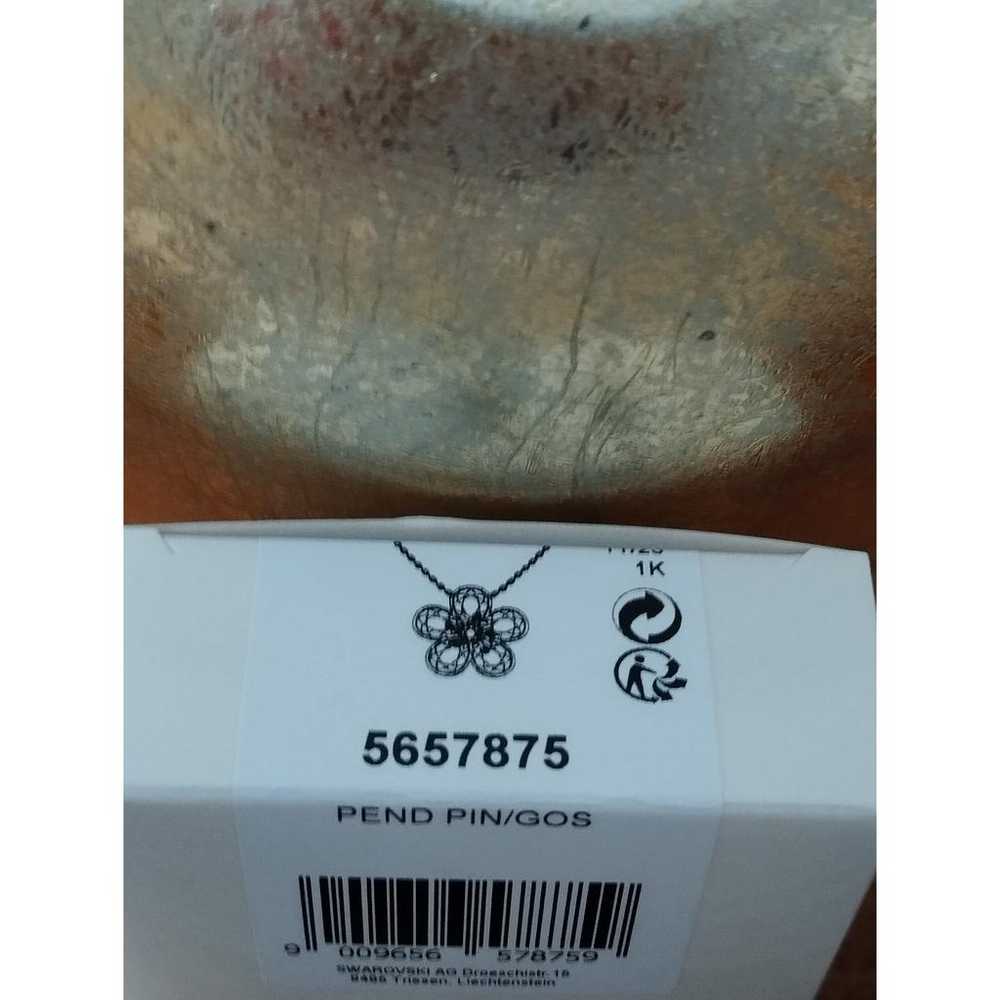 1K
5657875
PEND PIN/GOS
9 009656 578759
SWAROVSKI AG Droeschistr. 15
9495 Triesen, Liechtenstein